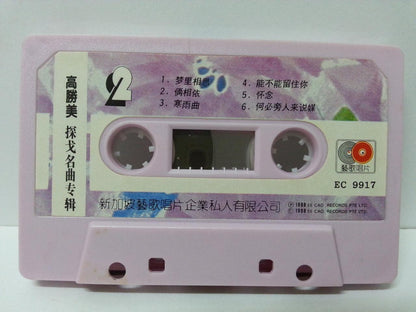 高勝美 探戈名曲专辑
2
1. 梦里相思
2. 俩相依
3. 寒雨曲
4. 能不能留住你
5. 怀念
6. 何必旁人来说媒
藝歌唱片
EC 9917
新加坡藝歌唱片企業私人有限公司